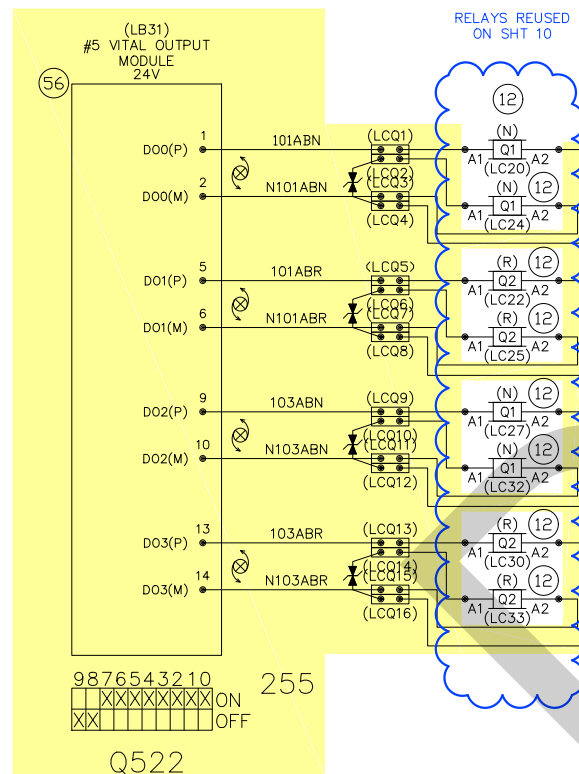 RELAYS REUSED
ON SHT 10
(LB31)
#5 VITAL OUTPUT
MODULE
24V
56
12
DO0(P) 1 101ABN (LCQ1) A1 (N) Q1 A2
(LCQ2) (LC20)
DO0(M) 2 N101ABN (LCQ3) (N) 12
(LCQ4) A1 Q1 A2
(LC24)
DO1(P) 5 101ABR (LCQ5) A1 (R) Q2 A2 12
(LCQ6) (LC22)
DO1(M) 6 N101ABR (LCQ7) (R) 12
(LCQ8) A1 Q2 A2
(LC25)
DO2(P) 9 103ABN (LCQ9) A1 (N) Q1 A2 12
(LCQ10) (LC27)
DO2(M) 10 N103ABN (LCQ11) (N) 12
(LCQ12) A1 Q1 A2
(LC32)
DO3(P) 13 103ABR (LCQ13) A1 (R) Q2 A2 12
(LCQ14) (LC30)
DO3(M) 14 N103ABR (LCQ15) (R) 12
(LCQ16) A1 Q2 A2
(LC33)
9876543210 255
XXXXXXXX ON
XX OFF
Q522